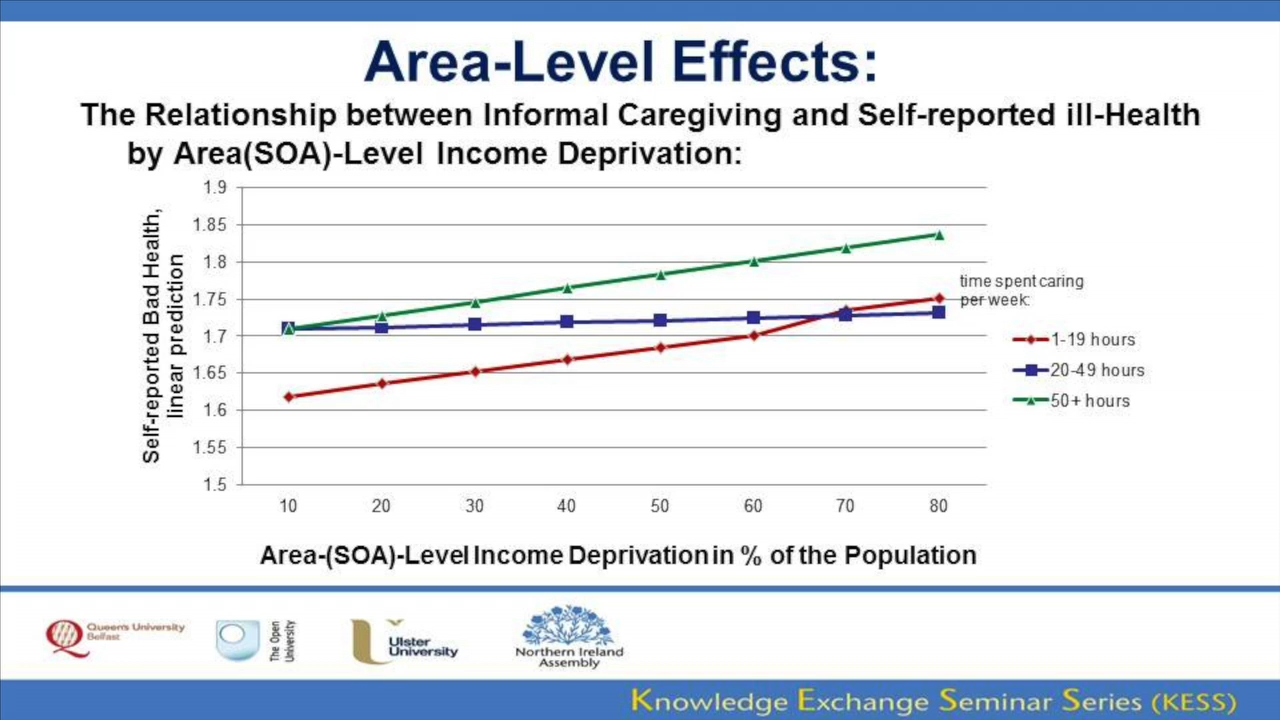 Area-Level Effects:
The Relationship between Informal Caregiving and Self-reported ill-Health
by Area(SOA)-Level Income Deprivation:
Self-reported Bad Health,
linear prediction
1.9
1.85
1.8
1.75
1.7
1.65
1.6
1.55
1.5
10 20 30 40 50 60 70 80
time spent caring
per week:
1-19 hours
20-49 hours
50+ hours
Area-(SOA)-Level Income Deprivation in % of the Population
Queen's University
Belfast
The Open
University
Ulster
University
Northern Ireland
Assembly
Knowledge Exchange Seminar Series (KESS)